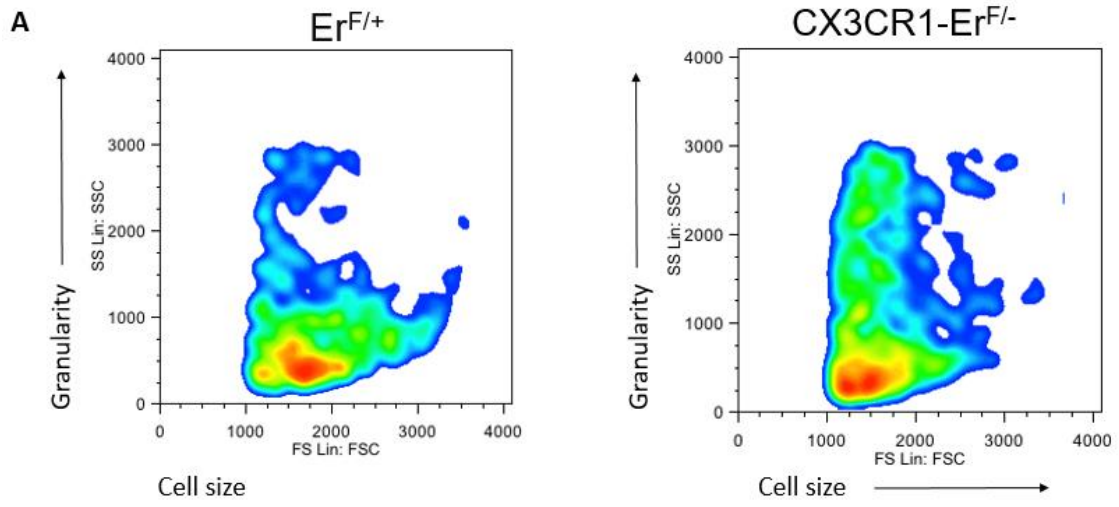 A
Er^F/+
4000
3000
2000
1000
0
SS Lin: SSC
Granularity
0 1000 2000 3000 4000
FS Lin: FSC
Cell size
CX3CR1-Er^F/-
4000
3000
2000
1000
0
SS Lin: SSC
Granularity
0 1000 2000 3000 4000
FS Lin: FSC
Cell size